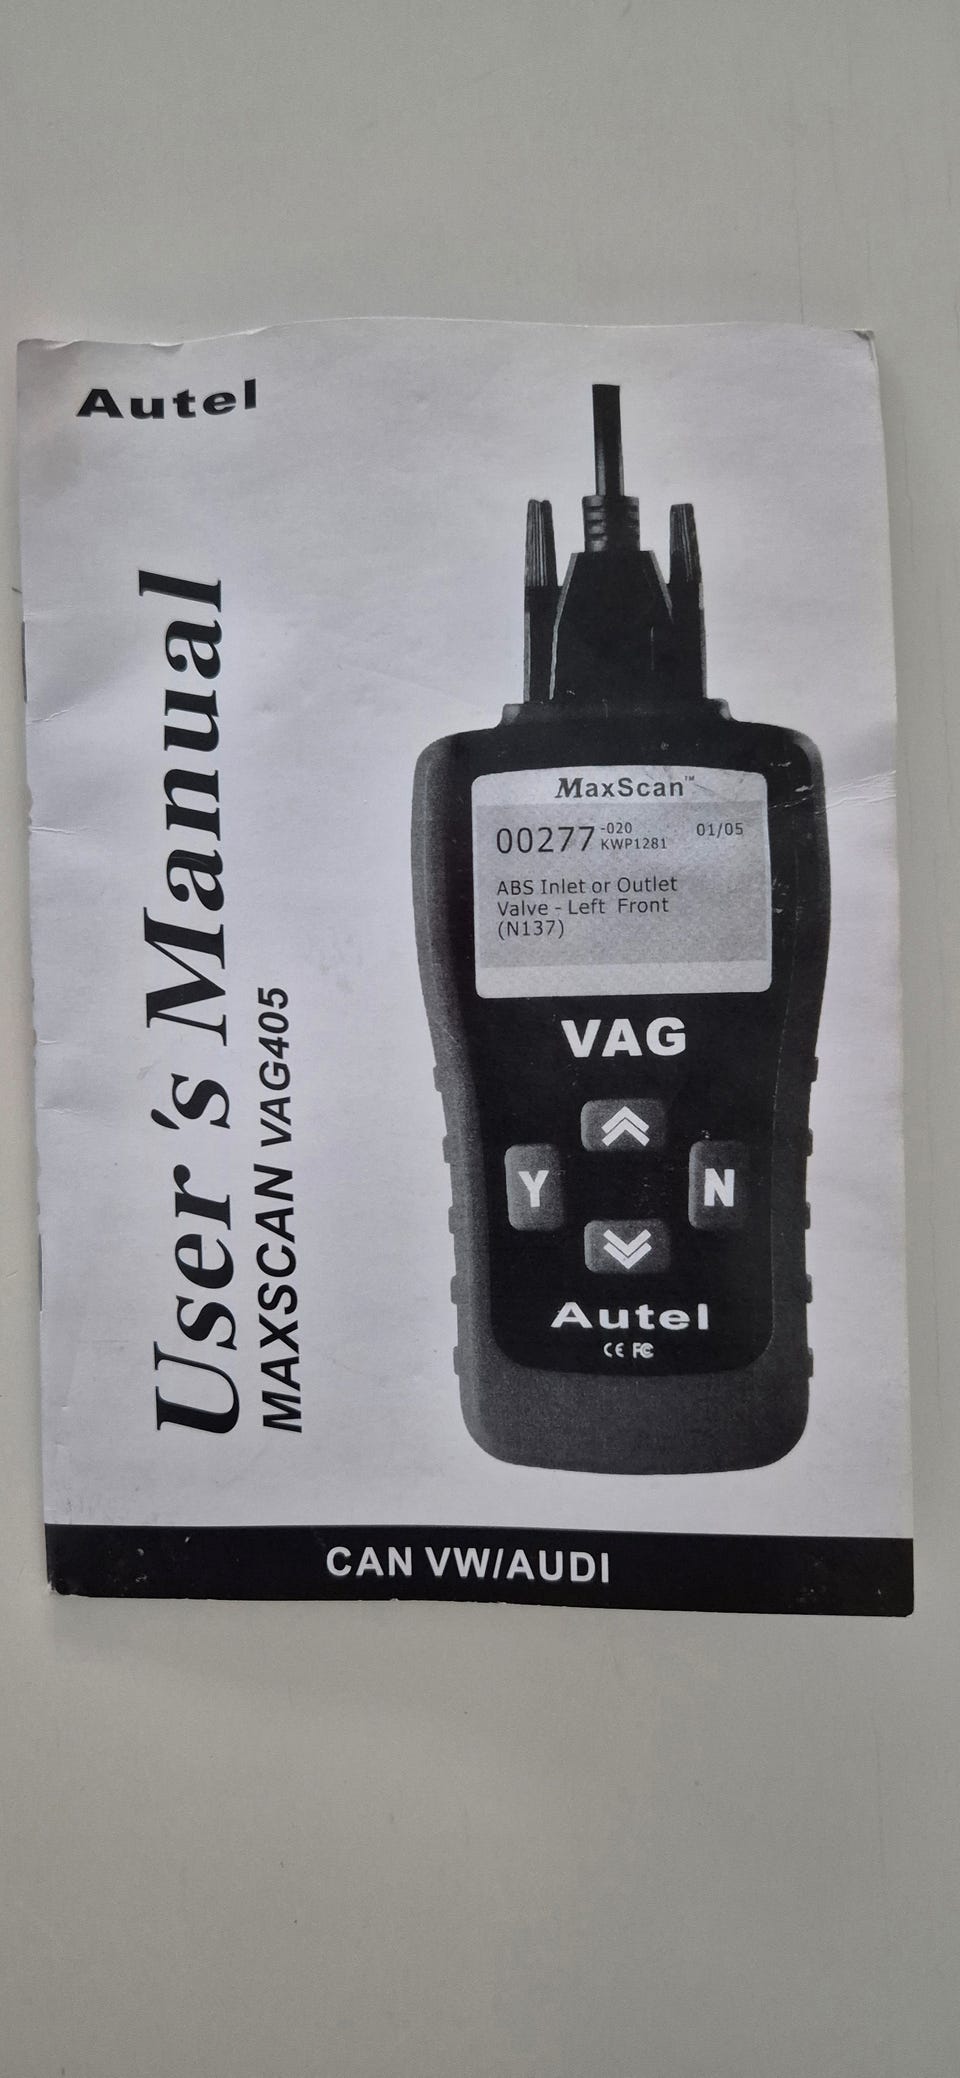 Autel
User's Manual
MAXSCAN VAG405
MaxScan™
00277 -020 01/05
KWP1281
ABS Inlet or Outlet
Valve - Left Front
(N137)
VAG
Y N
Autel
CE FC
CAN VW/AUDI